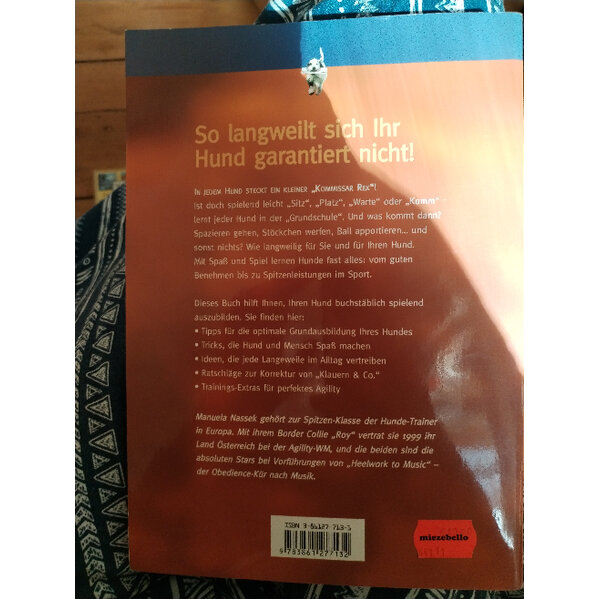 So langweilt sich Ihr
Hund garantiert nicht!
IN JEDEM HUND STECKT EIN KLEINER „KOMMISSAR REX“!
Ist doch spielend leicht „Sitz“, „Platz“, „Warte“ oder „Komm“ –
lernt jeder Hund in der „Grundschule“. Und was kommt dann?
Spazieren gehen, Stöckchen werfen, Ball apportieren... und
sonst nichts? Wie langweilig für Sie und für Ihren Hund.
Mit Spaß und Spiel lernen Hunde fast alles: vom guten
Benehmen bis zu Spitzenleistungen im Sport.
Dieses Buch hilft Ihnen, Ihren Hund buchstäblich spielend
auszubilden. Sie finden hier:
• Tipps für die optimale Grundausbildung Ihres Hundes
• Tricks, die Hund und Mensch Spaß machen
• Ideen, die jede Langeweile im Alltag vertreiben
• Ratschläge zur Korrektur von „Klauern & Co.“
• Trainings-Extras für perfektes Agility
Manuela Nassek gehört zur Spitzen-Klasse der Hunde-Trainer
in Europa. Mit ihrem Border Collie „Roy“ vertrat sie 1999 ihr
Land Österreich bei der Agility-WM, und die beiden sind die
absoluten Stars bei Vorführungen von „Heelwork to Music“ –
der Obedience-Kür nach Musik.
ISBN 3-86127-713-5
9 783861 277132
miezebello